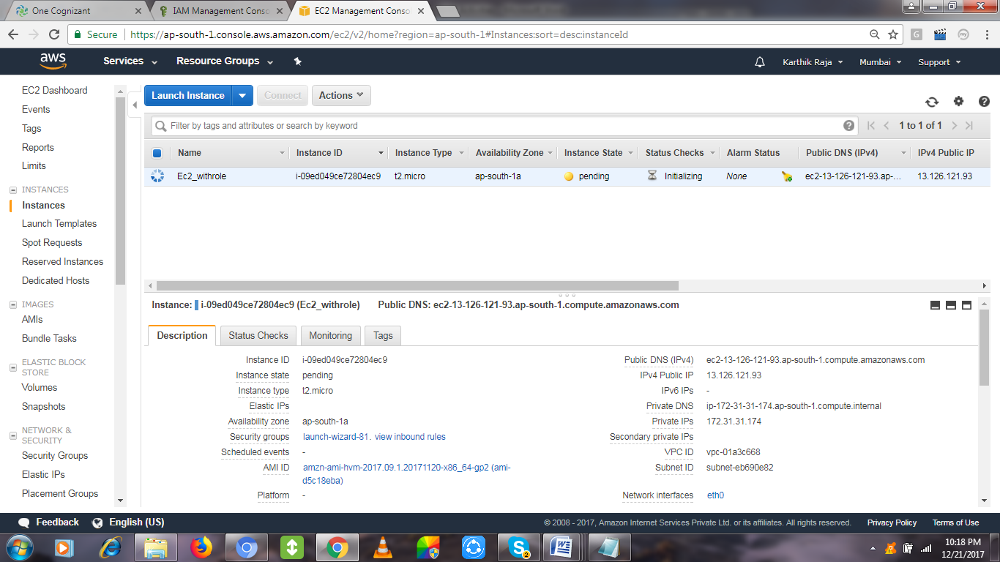 One Cognizant
IAM Management Conso
EC2 Management Conso
Secure
https://ap-south-1.console.aws.amazon.com/ec2/v2/home?region=ap-south-1#Instances:sort=desc:instanceId
G
my
aws
Services
Resource Groups
Karthik Raja
Mumbai
Support
EC2 Dashboard
Events
Tags
Reports
Limits
INSTANCES
Instances
Launch Templates
Spot Requests
Reserved Instances
Dedicated Hosts
IMAGES
AMIs
Bundle Tasks
ELASTIC BLOCK
STORE
Volumes
Snapshots
NETWORK &
SECURITY
Security Groups
Elastic IPs
Placement Groups
Launch Instance
Connect
Actions
Filter by tags and attributes or search by keyword
1 to 1 of 1
Name Instance ID Instance Type Availability Zone Instance State Status Checks Alarm Status Public DNS (IPv4) IPv4 Public IP
Ec2_withrole i-09ed049ce72804ec9 t2.micro ap-south-1a pending Initializing None ec2-13-126-121-93.ap-... 13.126.121.93
Instance: i-09ed049ce72804ec9 (Ec2_withrole) Public DNS: ec2-13-126-121-93.ap-south-1.compute.amazonaws.com
Description Status Checks Monitoring Tags
Instance ID i-09ed049ce72804ec9
Instance state pending
Instance type t2.micro
Elastic IPs
Availability zone ap-south-1a
Security groups launch-wizard-81. view inbound rules
Scheduled events -
AMI ID amzn-ami-hvm-2017.09.1.20171120-x86_64-gp2 (ami-
d5c18eba)
Platform -
Public DNS (IPv4) ec2-13-126-121-93.ap-south-1.compute.amazonaws.com
IPv4 Public IP 13.126.121.93
IPv6 IPs -
Private DNS ip-172-31-31-174.ap-south-1.compute.internal
Private IPs 172.31.31.174
Secondary private IPs
VPC ID vpc-01a3c668
Subnet ID subnet-eb690e82
Network interfaces eth0
Feedback
English (US)
© 2008 - 2017, Amazon Internet Services Private Ltd. or its affiliates. All rights reserved.
Privacy Policy
Terms of Use
S
2
W
10:18 PM
12/21/2017